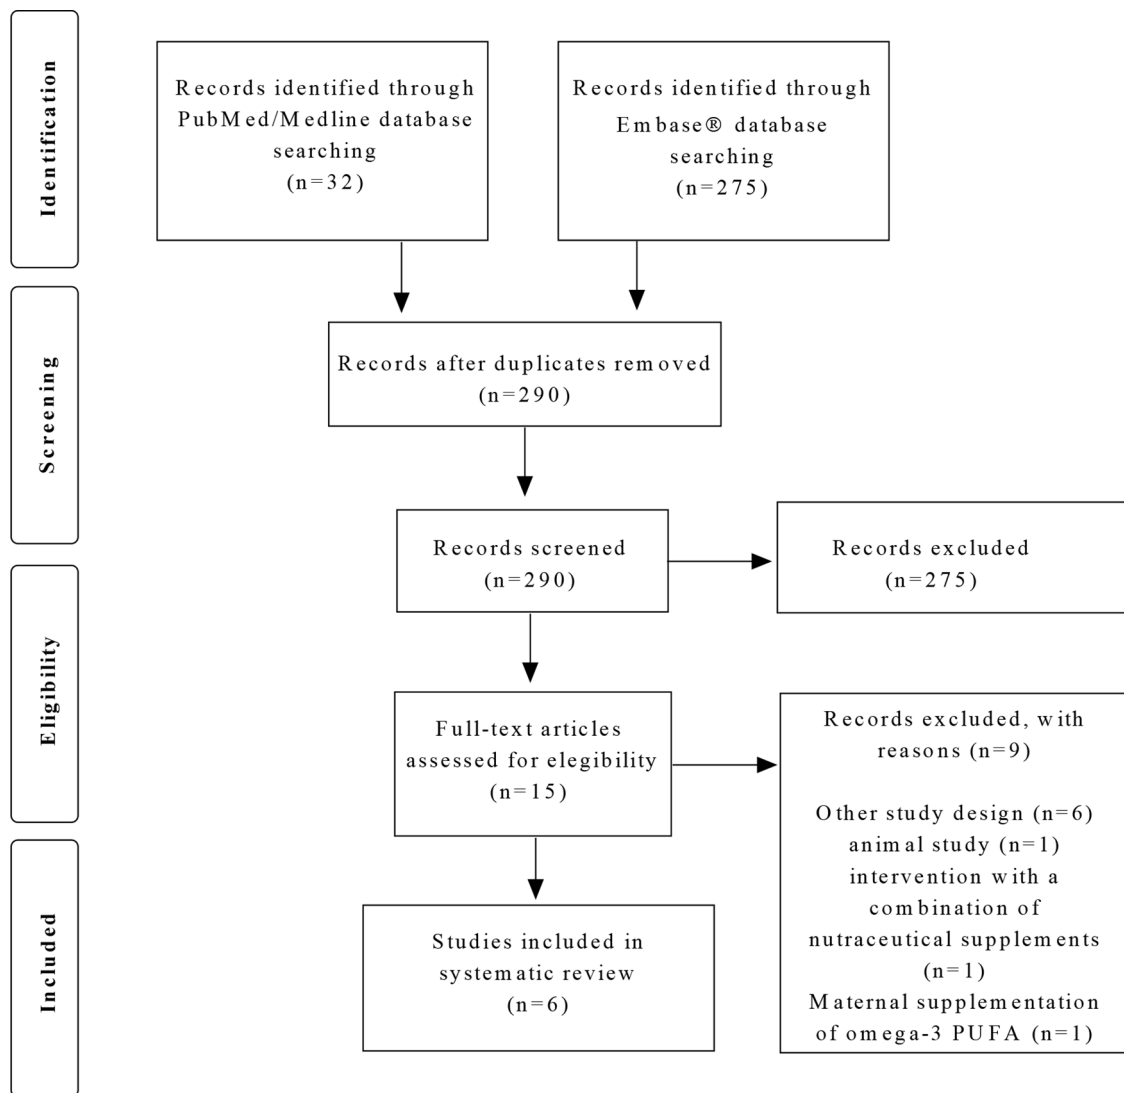 Identification
Records identified through
PubMed/Medline database
searching
(n=32)
Records identified through
Embase® database
searching
(n=275)
Screening
Records after duplicates removed
(n=290)
Records screened
(n=290)
Records excluded
(n=275)
Eligibility
Full-text articles
assessed for elegibility
(n=15)
Records excluded, with
reasons (n=9)
Other study design (n=6)
animal study (n=1)
intervention with a
combination of
nutraceutical supplements
(n=1)
Maternal supplementation
of omega-3 PUFA (n=1)
Included
Studies included in
systematic review
(n=6)